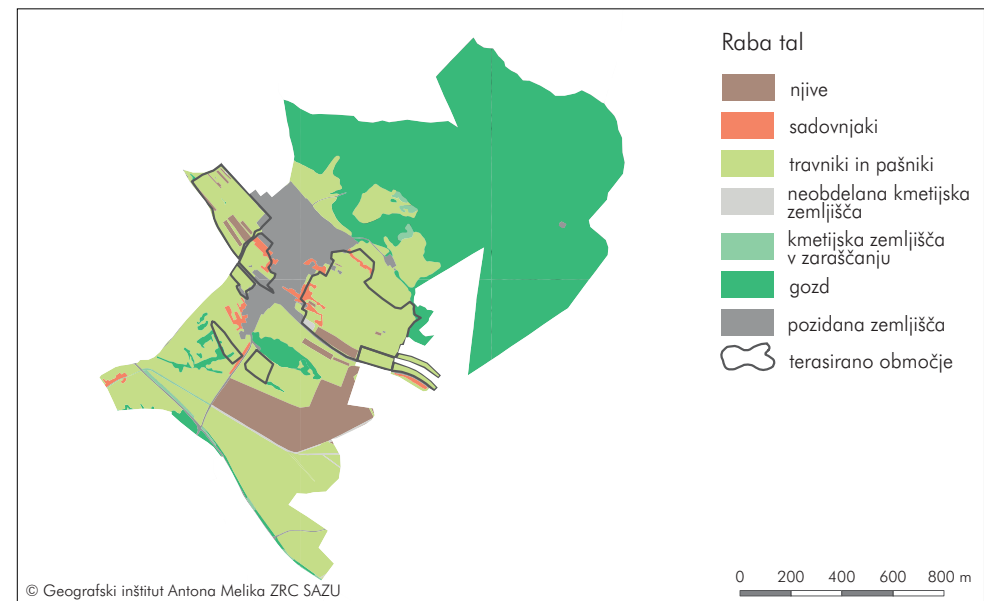 Raba tal
njive
sadovnjaki
travniki in pašniki
neobdelana kmetijska
zemljišča
kmetijska zemljišča
v zaraščanju
gozd
pozidana zemljišča
terasirano območje
© Geografski inštitut Antona Melika ZRC SAZU
0 200 400 600 800 m